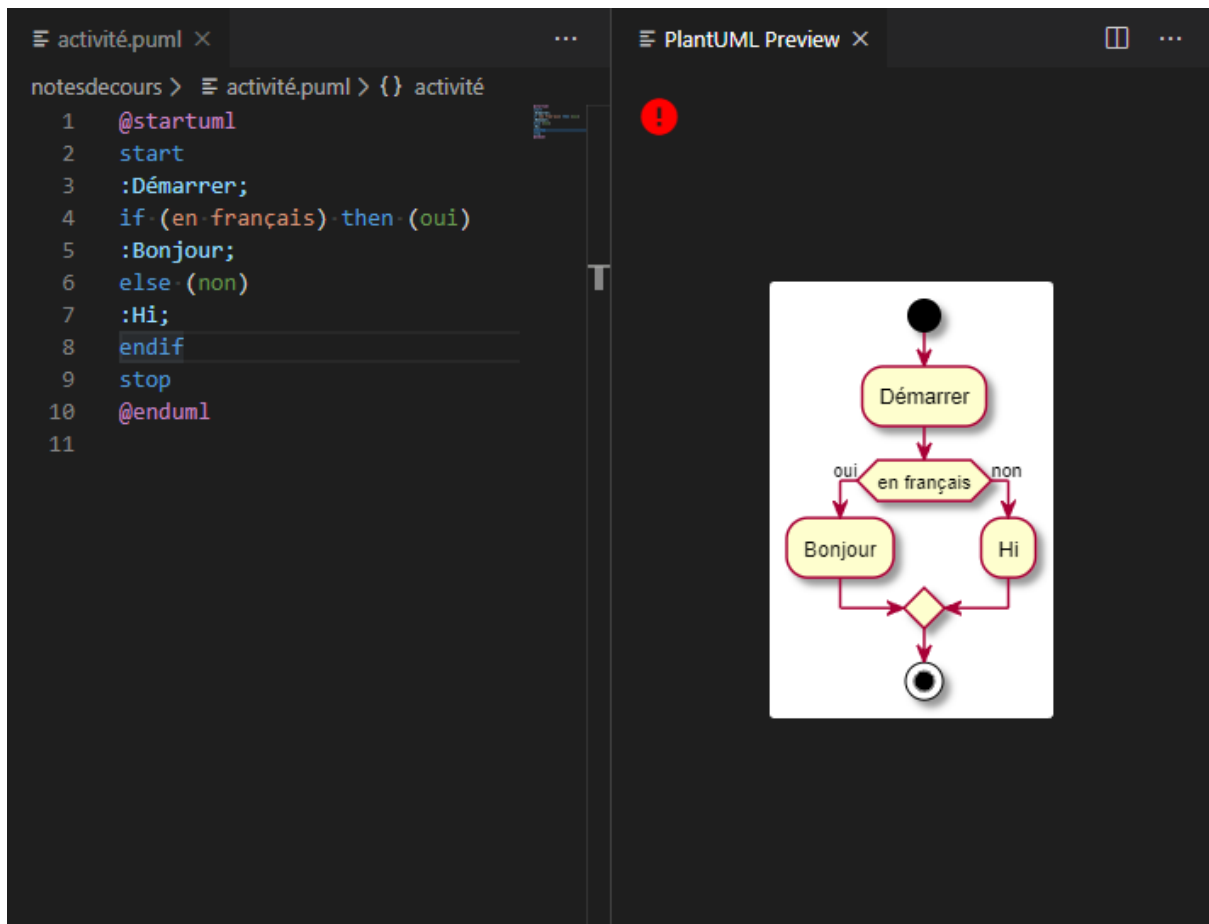 activité.puml
notesdecours > activité.puml > {} activité
1 @startuml
2 start
3 :Démarrer;
4 if (en français) then (oui)
5 :Bonjour;
6 else (non)
7 :Hi;
8 endif
9 stop
10 @enduml
11
PlantUML Preview
Démarrer
oui
en français
non
Bonjour
Hi